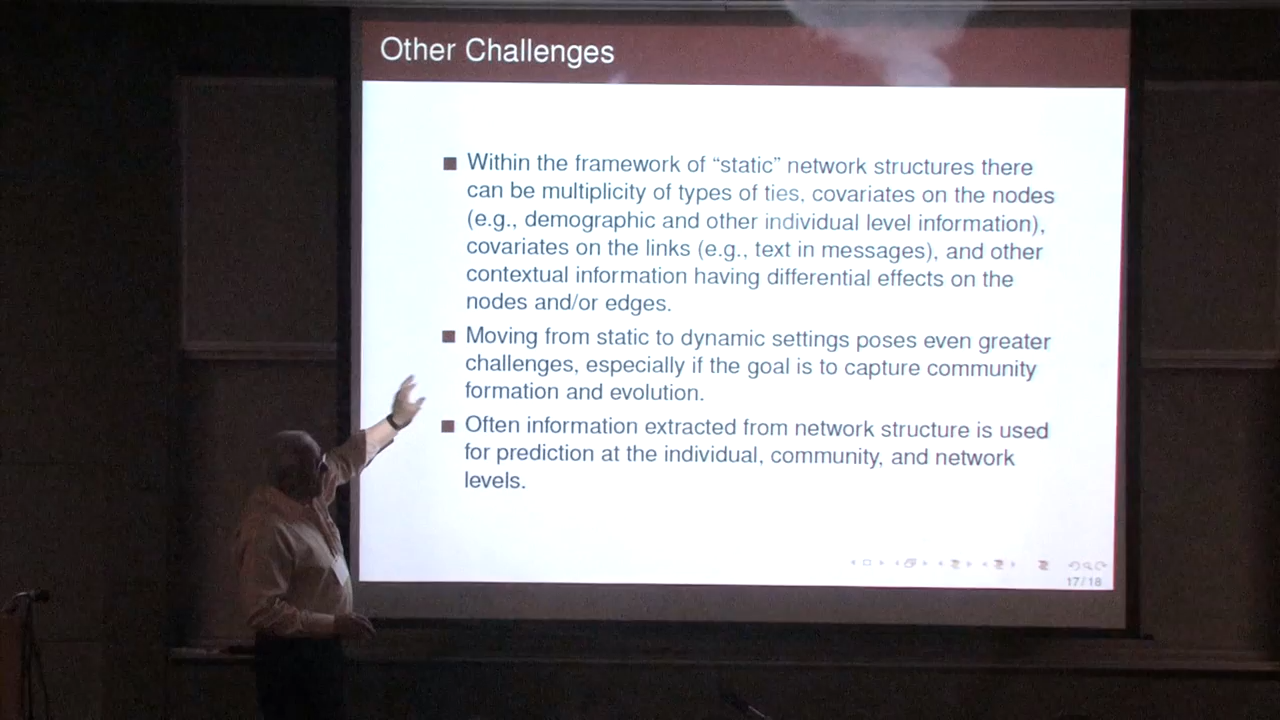 Other Challenges
Within the framework of “static” network structures there
can be multiplicity of types of ties, covariates on the nodes
(e.g., demographic and other individual level information),
covariates on the links (e.g., text in messages), and other
contextual information having differential effects on the
nodes and/or edges.
Moving from static to dynamic settings poses even greater
challenges, especially if the goal is to capture community
formation and evolution.
Often information extracted from network structure is used
for prediction at the individual, community, and network
levels.
17/18